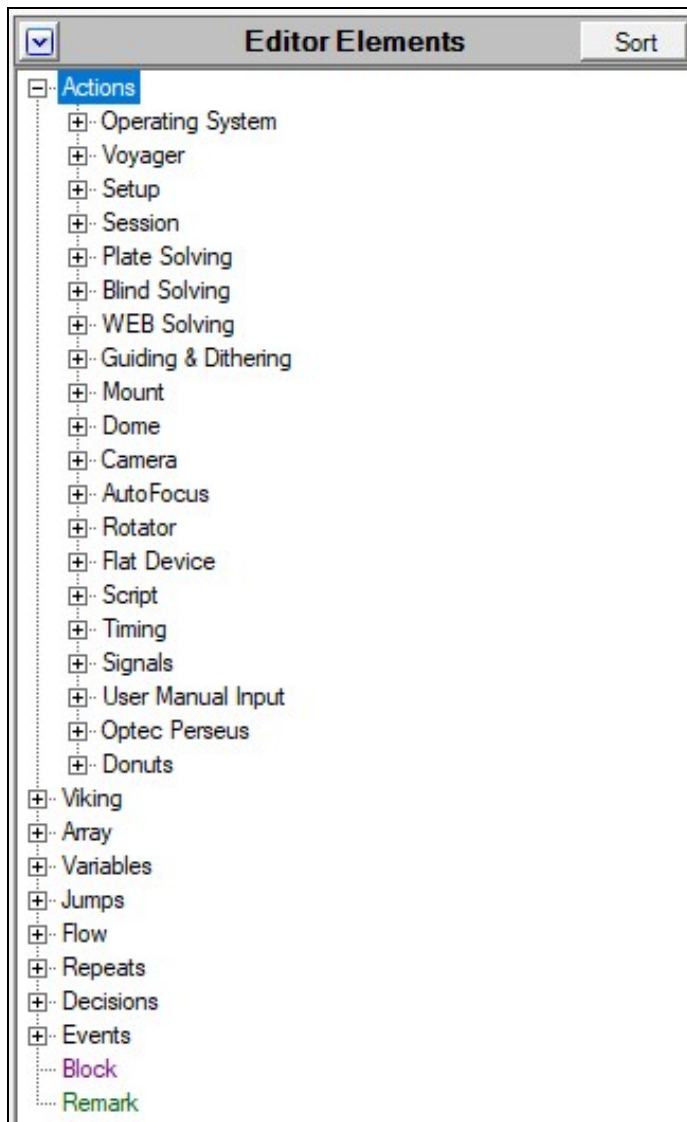 Editor Elements Sort
Actions
Operating System
Voyager
Setup
Session
Plate Solving
Blind Solving
WEB Solving
Guiding & Dithering
Mount
Dome
Camera
AutoFocus
Rotator
Flat Device
Script
Timing
Signals
User Manual Input
Optec Perseus
Donuts
Viking
Array
Variables
Jumps
Flow
Repeats
Decisions
Events
Block
Remark